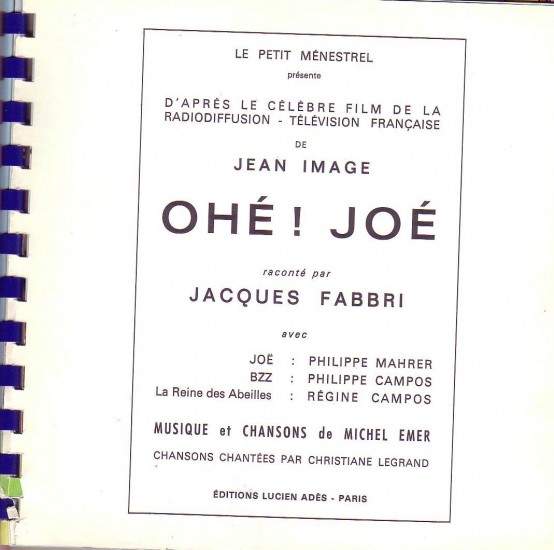 LE PETIT MÉNESTREL
présente
D'APRÈS LE CÉLÈBRE FILM DE LA
RADIODIFFUSION - TÉLÉVISION FRANÇAISE
DE
JEAN IMAGE
OHÉ ! JOÉ
raconté par
JACQUES FABBRI
avec
JOË : PHILIPPE MAHRER
BZZ : PHILIPPE CAMPOS
La Reine des Abeilles : RÉGINE CAMPOS
MUSIQUE et CHANSONS de MICHEL EMER
CHANSONS CHANTÉES PAR CHRISTIANE LEGRAND
ÉDITIONS LUCIEN ADÈS - PARIS